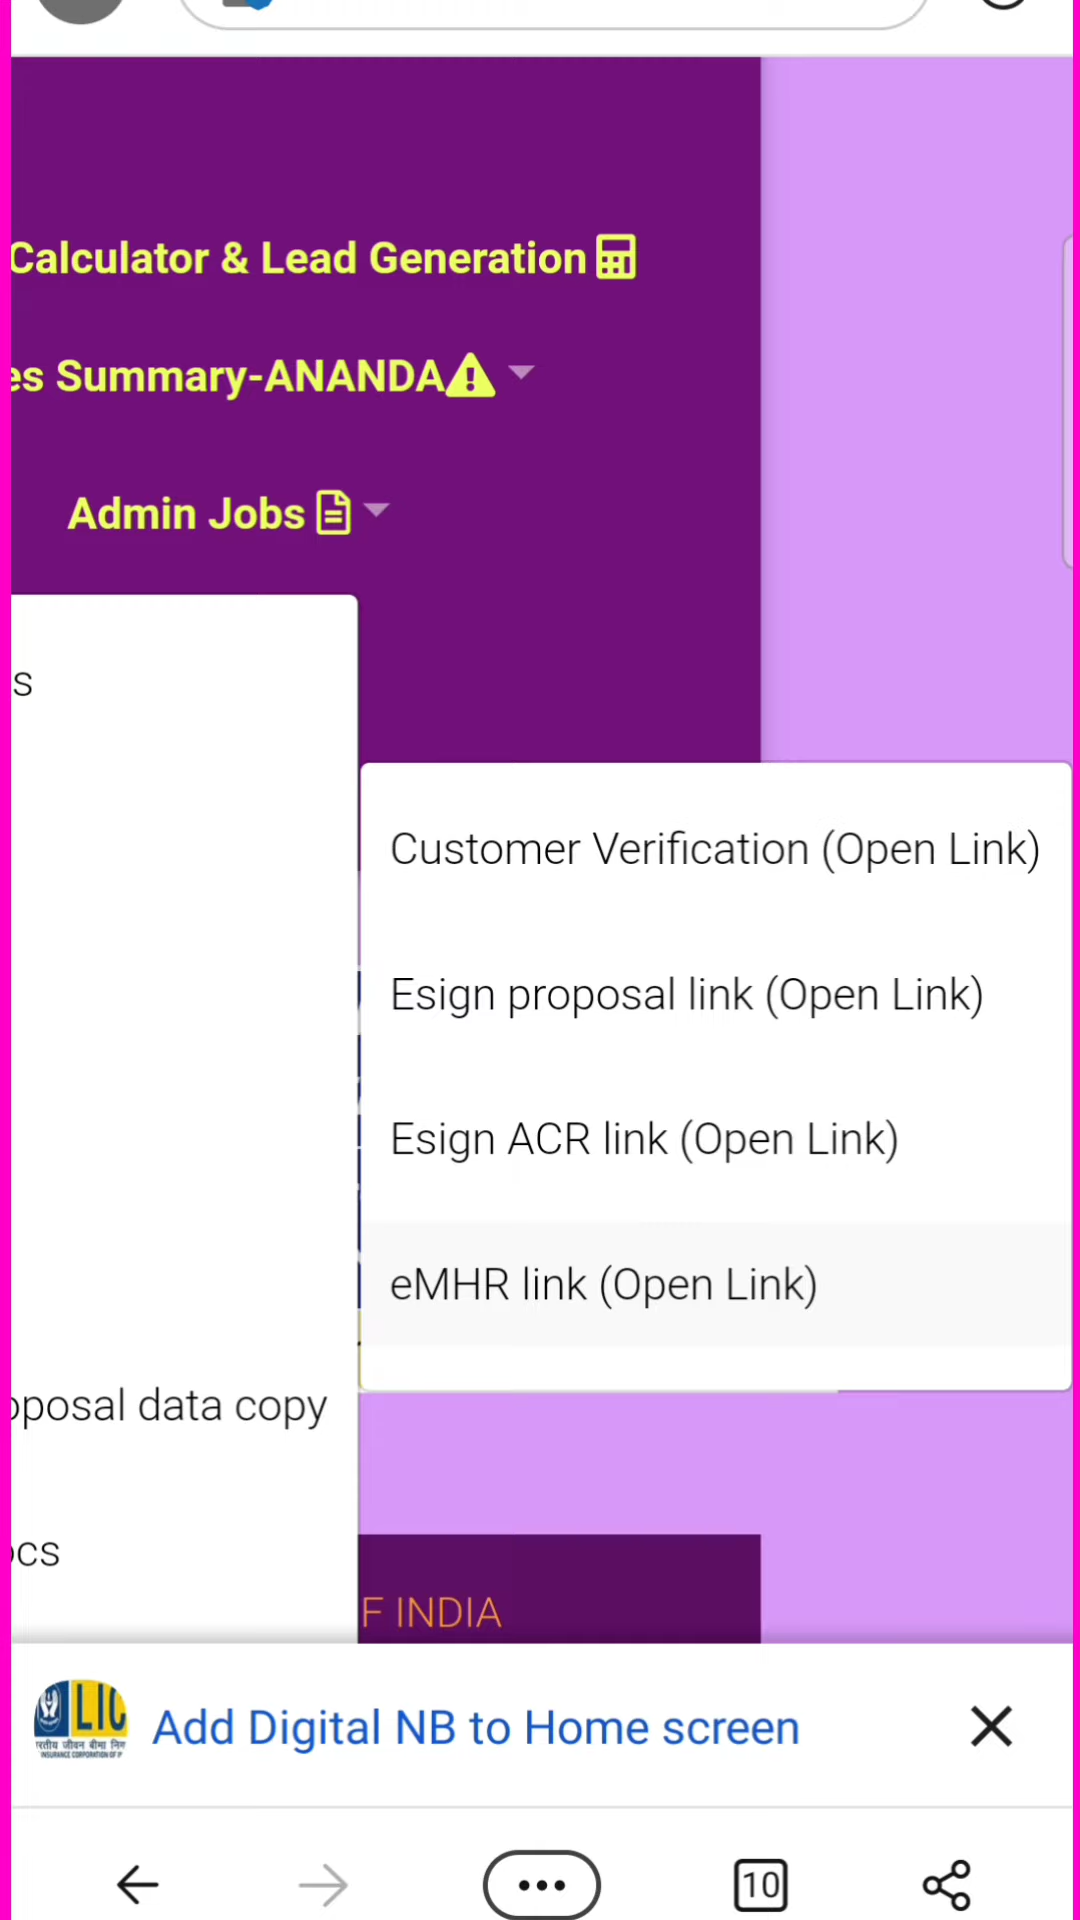 Calculator & Lead Generation
es Summary-ANANDA
Admin Jobs
s
Customer Verification (Open Link)
Esign proposal link (Open Link)
Esign ACR link (Open Link)
eMHR link (Open Link)
oposal data copy
ocs
F INDIA
LIC
Add Digital NB to Home screen
10